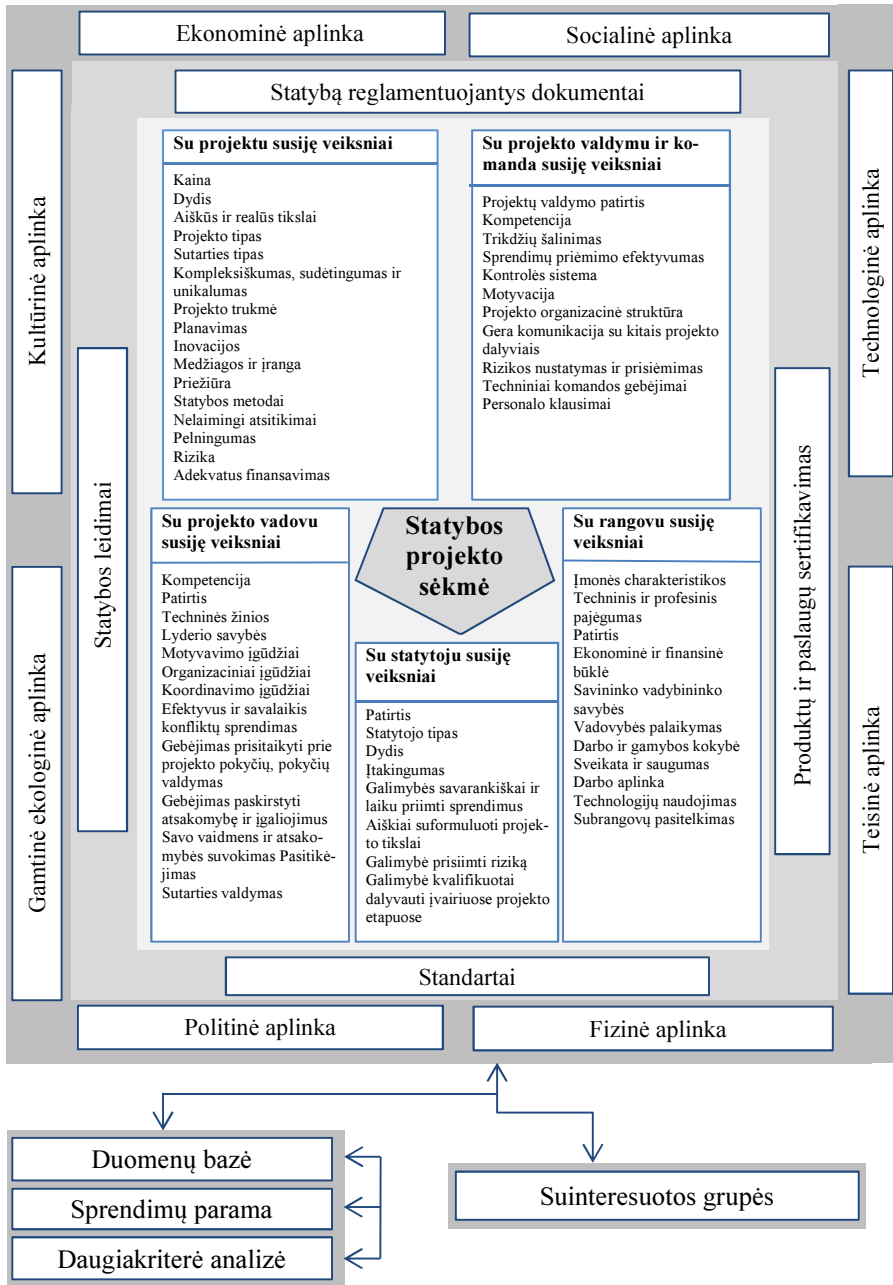 Ekonominė aplinka
Socialinė aplinka
Kultūrinė aplinka
Gamtinė ekologinė aplinka
Technologinė aplinka
Teisinė aplinka
Statybą reglamentuojantys dokumentai
Statybos leidimai
Produktų ir paslaugų sertifikavimas
Su projektu susiję veiksniai
Kaina
Dydis
Aiškūs ir realūs tikslai
Projekto tipas
Sutarties tipas
Kompleksiškumas, sudėtingumas ir
unikalumas
Projekto trukmė
Planavimas
Inovacijos
Medžiagos ir įranga
Priežiūra
Statybos metodai
Nelaimingi atsitikimai
Pelningumas
Rizika
Adekvatus finansavimas
Su projekto valdymu ir ko-
manda susiję veiksniai
Projektų valdymo patirtis
Kompetencija
Trikdžių šalinimas
Sprendimų priėmimo efektyvumas
Kontrolės sistema
Motyvacija
Projekto organizacinė struktūra
Gera komunikacija su kitais projekto
dalyviais
Rizikos nustatymas ir prisiėmimas
Techniniai komandos gebėjimai
Personalo klausimai
Su projekto vadovu
susiję veiksniai
Kompetencija
Patirtis
Techninės žinios
Lyderio savybės
Motyvavimo įgūdžiai
Organizaciniai įgūdžiai
Koordinavimo įgūdžiai
Efektyvus ir savalaikis
konfliktų sprendimas
Gebėjimas prisitaikyti prie
projekto pokyčių, pokyčių
valdymas
Gebėjimas paskirstyti
atsakomybę ir įgaliojimus
Savo vaidmens ir atsako-
mybės suvokimas Pasitikė-
jimas
Sutarties valdymas
Statybos
projekto
sėkmė
Su statytoju susiję
veiksniai
Patirtis
Statytojo tipas
Dydis
Įtakingumas
Galimybės savarankiškai ir
laiku priimti sprendimus
Aiškiai suformuluoti projek-
to tikslai
Galimybė prisiimti riziką
Galimybė kvalifikuotai
dalyvauti įvairiuose projekto
etapuose
Su rangovu susiję
veiksniai
Įmonės charakteristikos
Techninis ir profesinis
pajėgumas
Patirtis
Ekonominė ir finansinė
būklė
Savininko vadybininko
savybės
Vadovybės palaikymas
Darbo ir gamybos kokybė
Sveikata ir saugumas
Darbo aplinka
Technologijų naudojimas
Subrangovų pasitelkimas
Standartai
Politinė aplinka
Fizinė aplinka
Duomenų bazė
Sprendimų parama
Daugiakriterė analizė
Suinteresuotos grupės